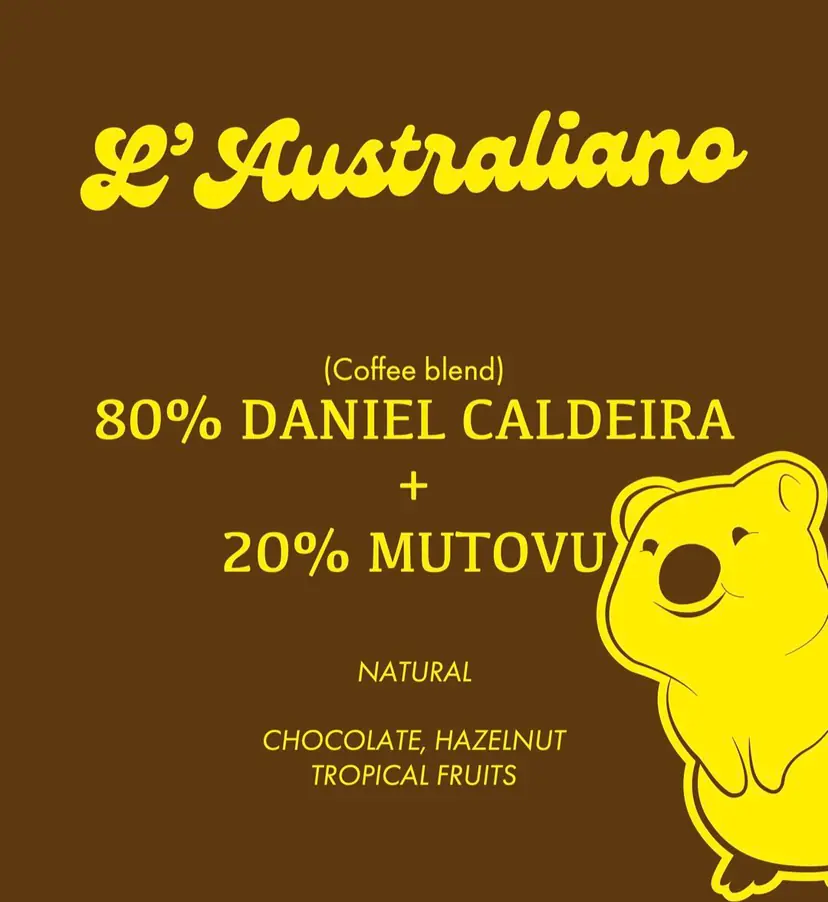 L'Australiano
(Coffee blend)
80% DANIEL CALDEIRA
+
20% MUTOVU
NATURAL
CHOCOLATE, HAZELNUT
TROPICAL FRUITS